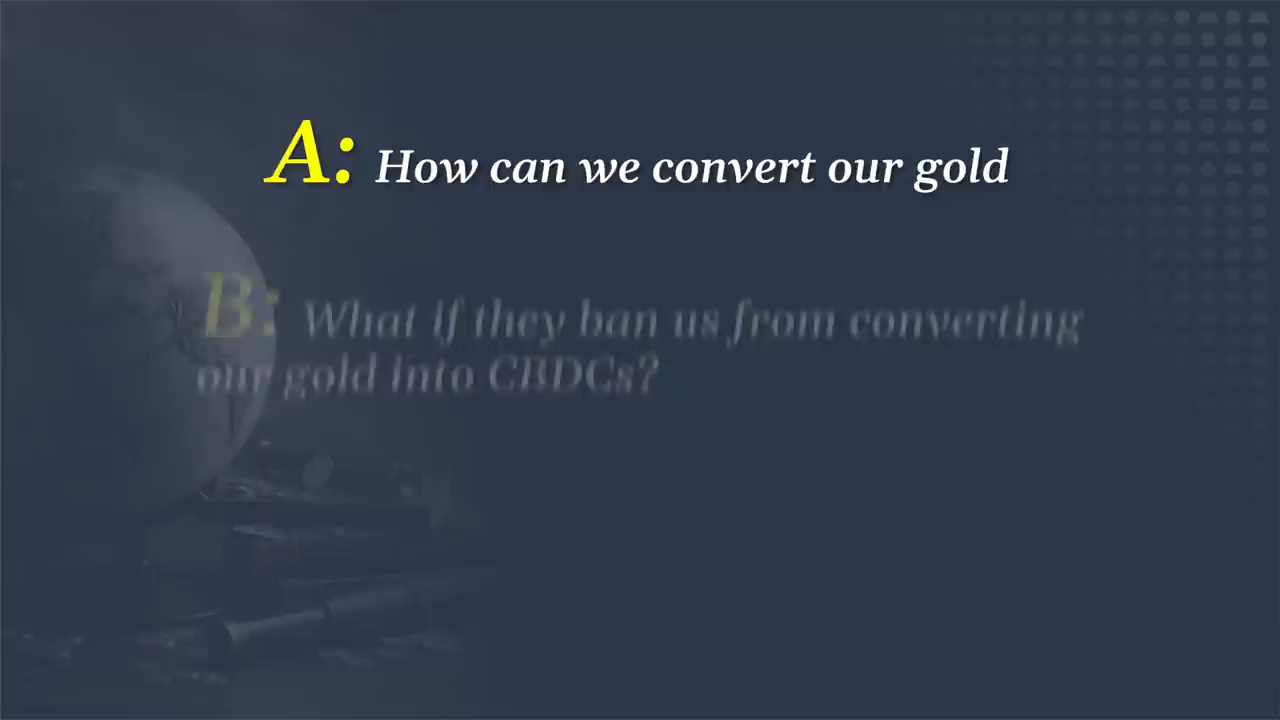 A: How can we convert our gold
B: What if they ban us from converting
our gold into CBDCs?